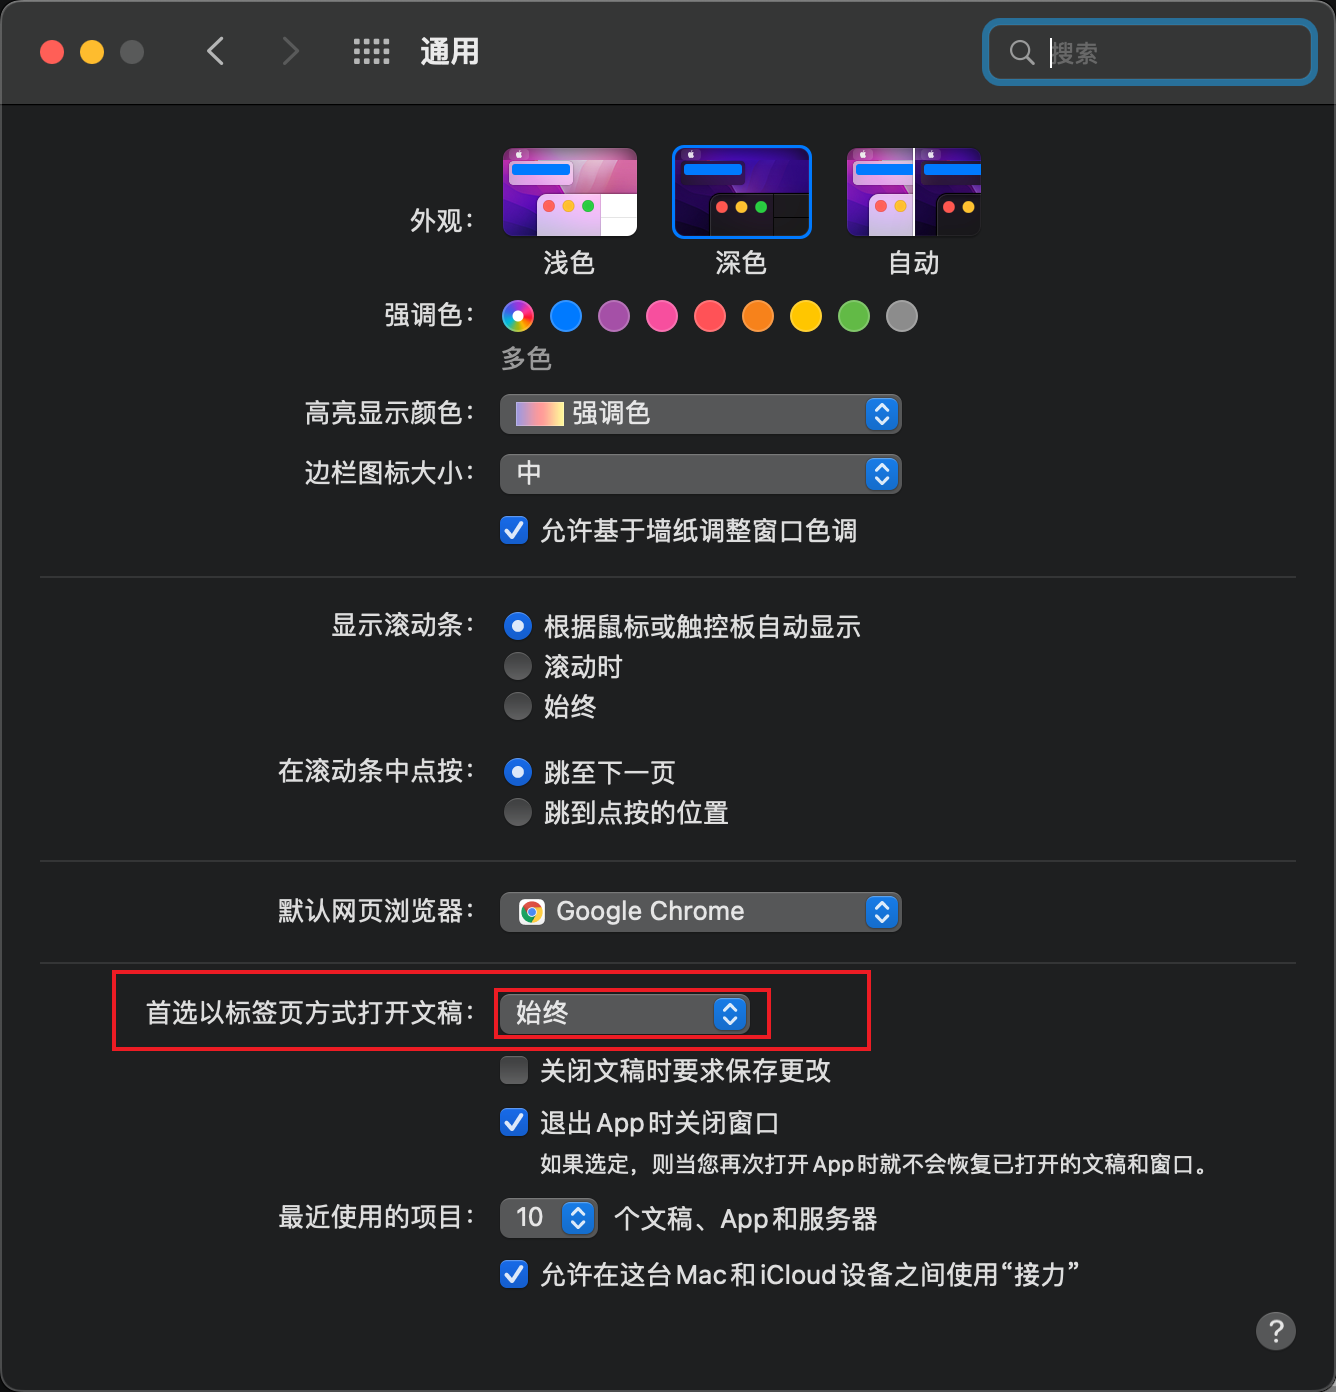 通用
搜索
外观：
浅色
深色
自动
强调色：
多色
高亮显示颜色：
强调色
边栏图标大小：
中
允许基于墙纸调整窗口色调
显示滚动条：
根据鼠标或触控板自动显示
滚动时
始终
在滚动条中点按：
跳至下一页
跳到点按的位置
默认网页浏览器：
Google Chrome
首选以标签页方式打开文稿：
始终
关闭文稿时要求保存更改
退出 App 时关闭窗口
如果选定，则当您再次打开 App 时就不会恢复已打开的文稿和窗口。
最近使用的项目：
10
个文稿、App 和服务器
允许在这台 Mac 和 iCloud 设备之间使用“接力”
?